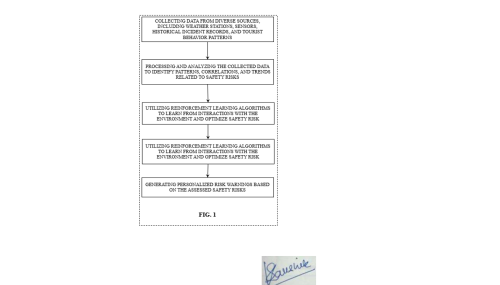 COLLECTING DATA FROM DIVERSE SOURCES,
INCLUDING WEATHER STATIONS, SENSORS,
HISTORICAL INCIDENT RECORDS, AND TOURIST
BEHAVIOR PATTERNS
PROCESSING AND ANALYZING THE COLLECTED DATA
TO IDENTIFY PATTERNS, CORRELATIONS, AND TRENDS
RELATED TO SAFETY RISKS
UTILIZING REINFORCEMENT LEARNING ALGORITHMS
TO LEARN FROM INTERACTIONS WITH THE
ENVIRONMENT AND OPTIMIZE SAFETY RISK
UTILIZING REINFORCEMENT LEARNING ALGORITHMS
TO LEARN FROM INTERACTIONS WITH THE
ENVIRONMENT AND OPTIMIZE SAFETY RISK
GENERATING PERSONALIZED RISK WARNINGS BASED
ON THE ASSESSED SAFETY RISKS
FIG. 1